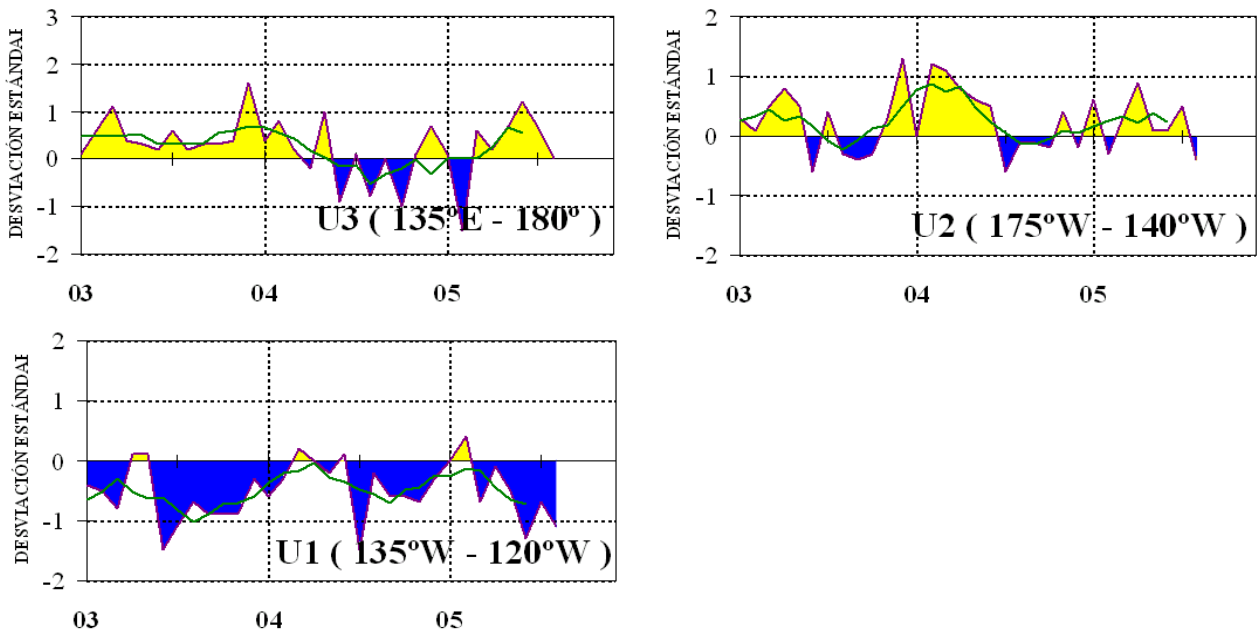 3
2
1
0
-1
-2
DESVIACIÓN ESTÁNDAI
U3 ( 135ºE - 180º )
03 04 05
2
1
0
-1
-2
DESVIACIÓN ESTÁNDAI
U2 ( 175ºW - 140ºW )
03 04 05
2
1
0
-1
-2
DESVIACIÓN ESTÁNDAI
U1 ( 135ºW - 120ºW )
03 04 05